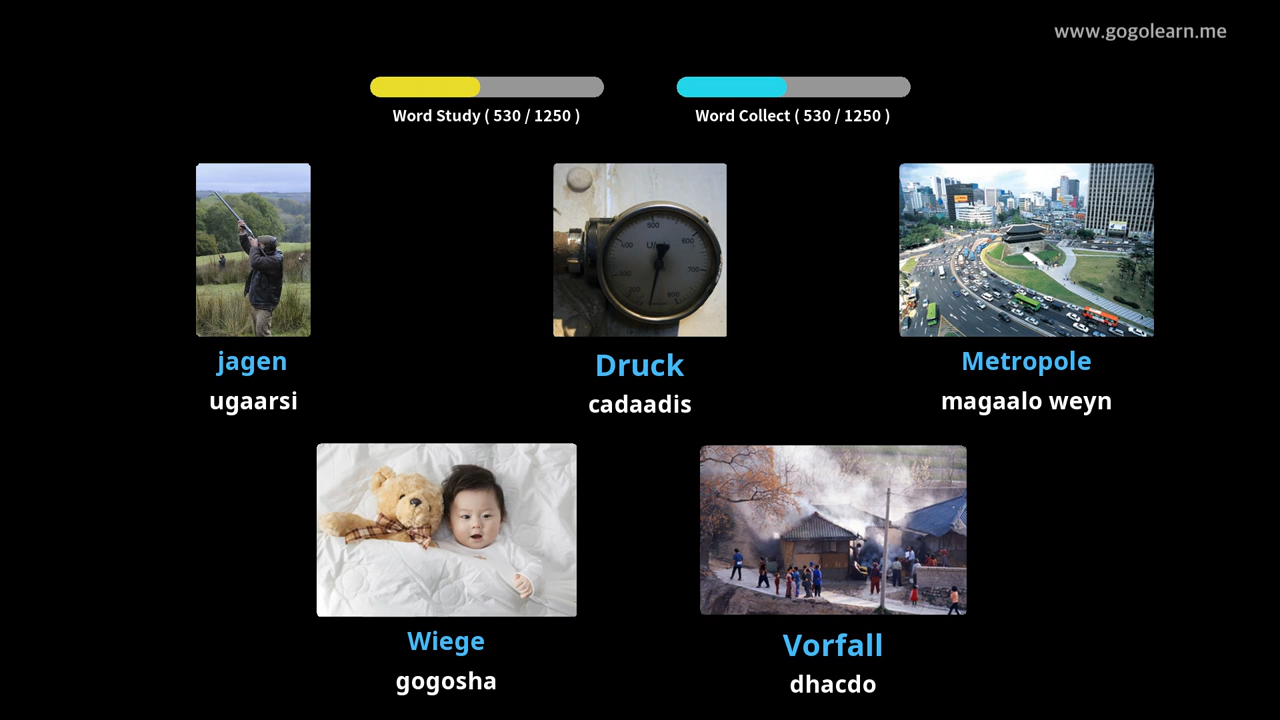 www.gogolearn.me
Word Study ( 530 / 1250 )
Word Collect ( 530 / 1250 )
jagen
ugaarsi
Druck
cadaadis
Metropole
magaalo weyn
Wiege
gogosha
Vorfall
dhacdo